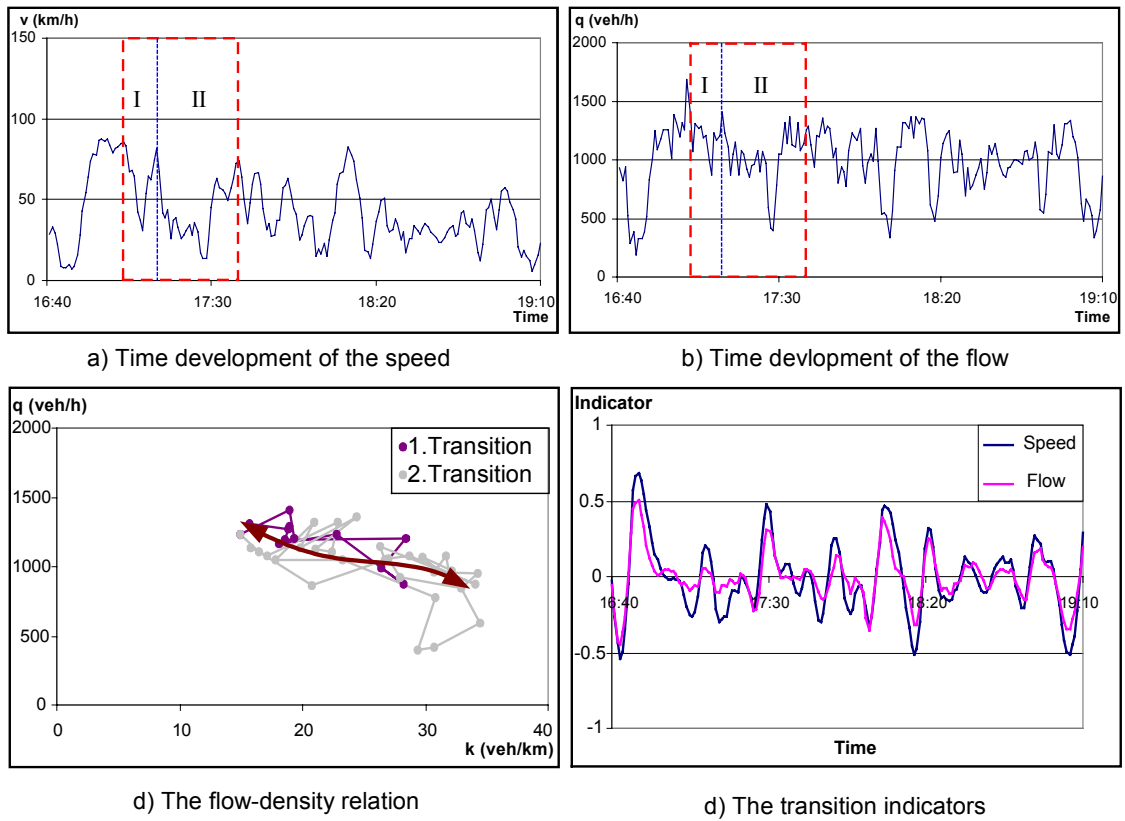 v (km/h)
150
100
50
0
I
II
16:40
17:30
18:20
19:10
Time
a) Time development of the speed
q (veh/h)
2000
1500
1000
500
0
I
II
16:40
17:30
18:20
19:10
Time
b) Time devlopment of the flow
q (veh/h)
2000
1500
1000
500
0
1.Transition
2.Transition
0
10
20
30
40
k (veh/km)
d) The flow-density relation
Indicator
1
0.5
0
-0.5
-1
Speed
Flow
16:40
17:30
18:20
19:10
Time
d) The transition indicators